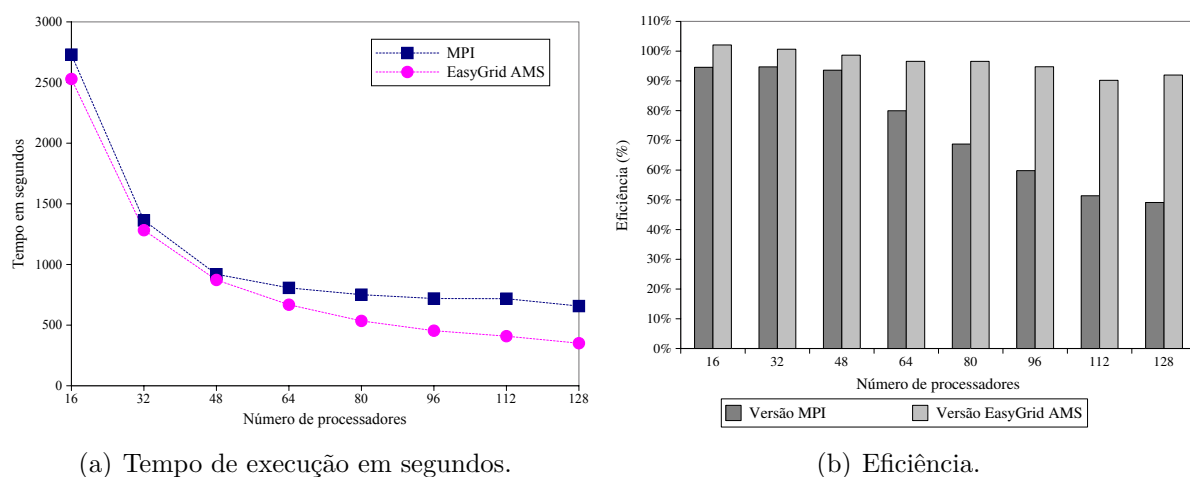 3000
2500
2000
1500
1000
500
0
Tempo em segundos
MPI
EasyGrid AMS
16 32 48 64 80 96 112 128
Número de processadores
(a) Tempo de execução em segundos.
110%
100%
90%
80%
70%
60%
50%
40%
30%
20%
10%
0%
Eficiência (%)
16 32 48 64 80 96 112 128
Número de processadores
Versão MPI Versão EasyGrid AMS
(b) Eficiência.